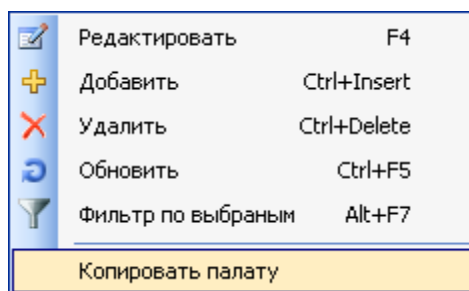 Редактировать F4
Добавить Ctrl+Insert
Удалить Ctrl+Delete
Обновить Ctrl+F5
Фильтр по выбраным Alt+F7
Копировать палату